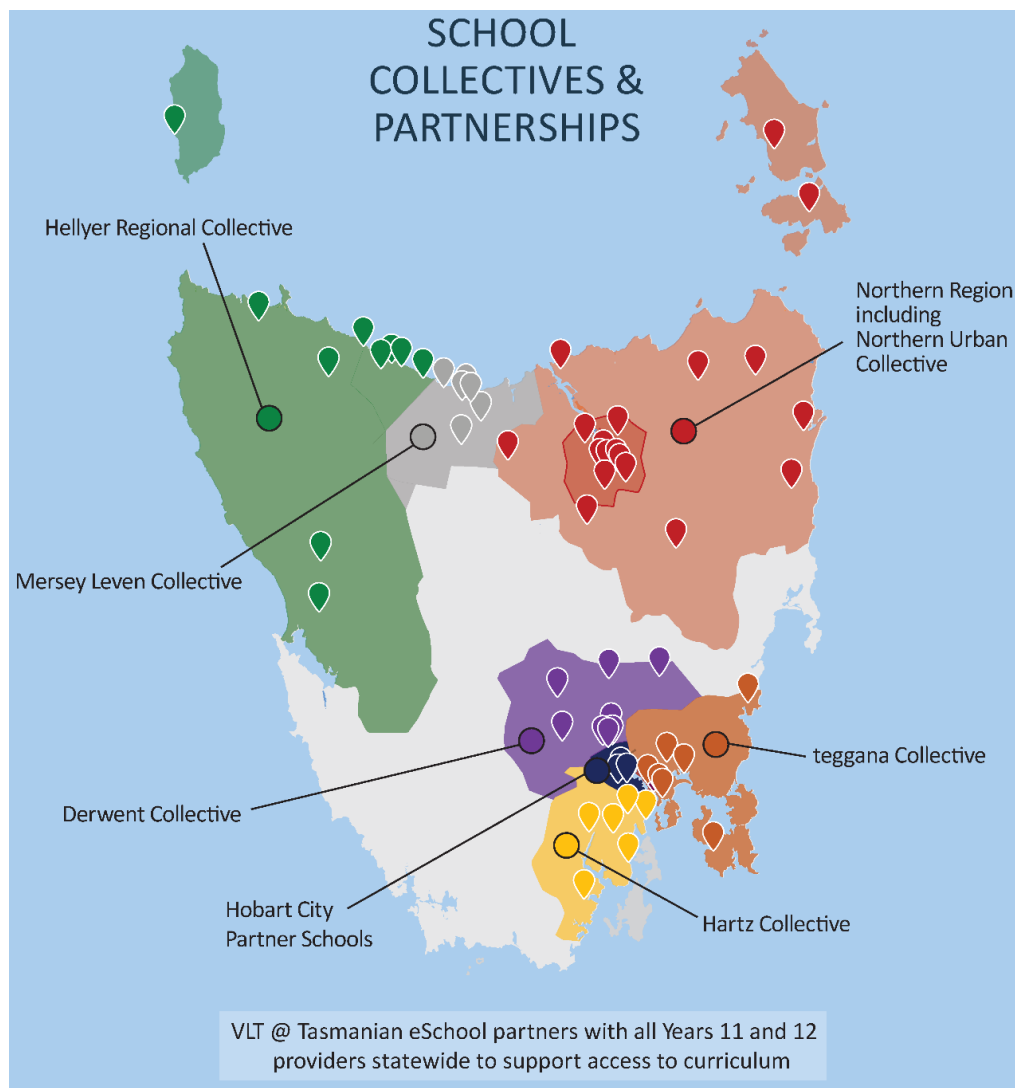 SCHOOL
COLLECTIVES &
PARTNERSHIPS
Hellyer Regional Collective
Northern Region
including
Northern Urban
Collective
Mersey Leven Collective
teggana Collective
Derwent Collective
Hobart City
Partner Schools
Hartz Collective
VLT @ Tasmanian eSchool partners with all Years 11 and 12
providers statewide to support access to curriculum